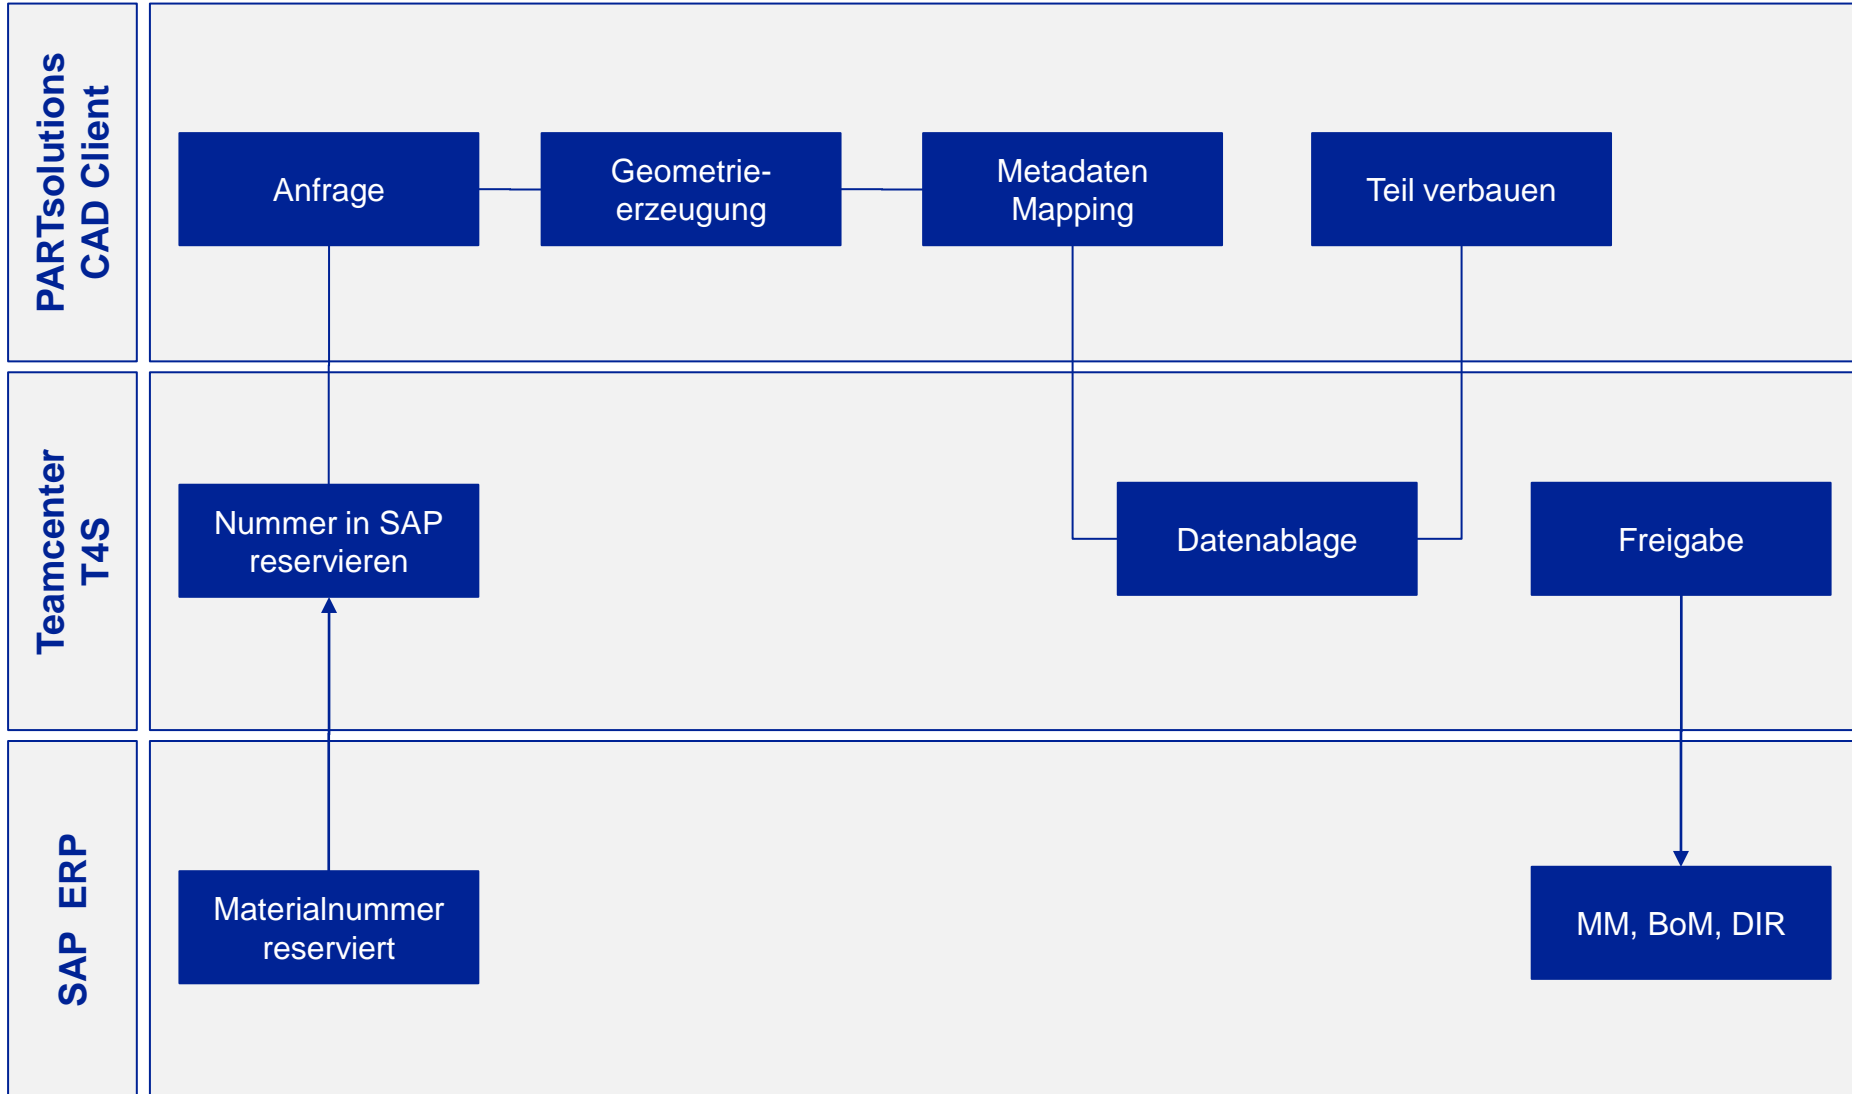 PARTsolutions
CAD Client
Anfrage
Geometrie-
erzeugung
Metadaten
Mapping
Teil verbauen
Teamcenter
T4S
Nummer in SAP
reservieren
Datenablage
Freigabe
SAP ERP
Materialnummer
reserviert
MM, BoM, DIR